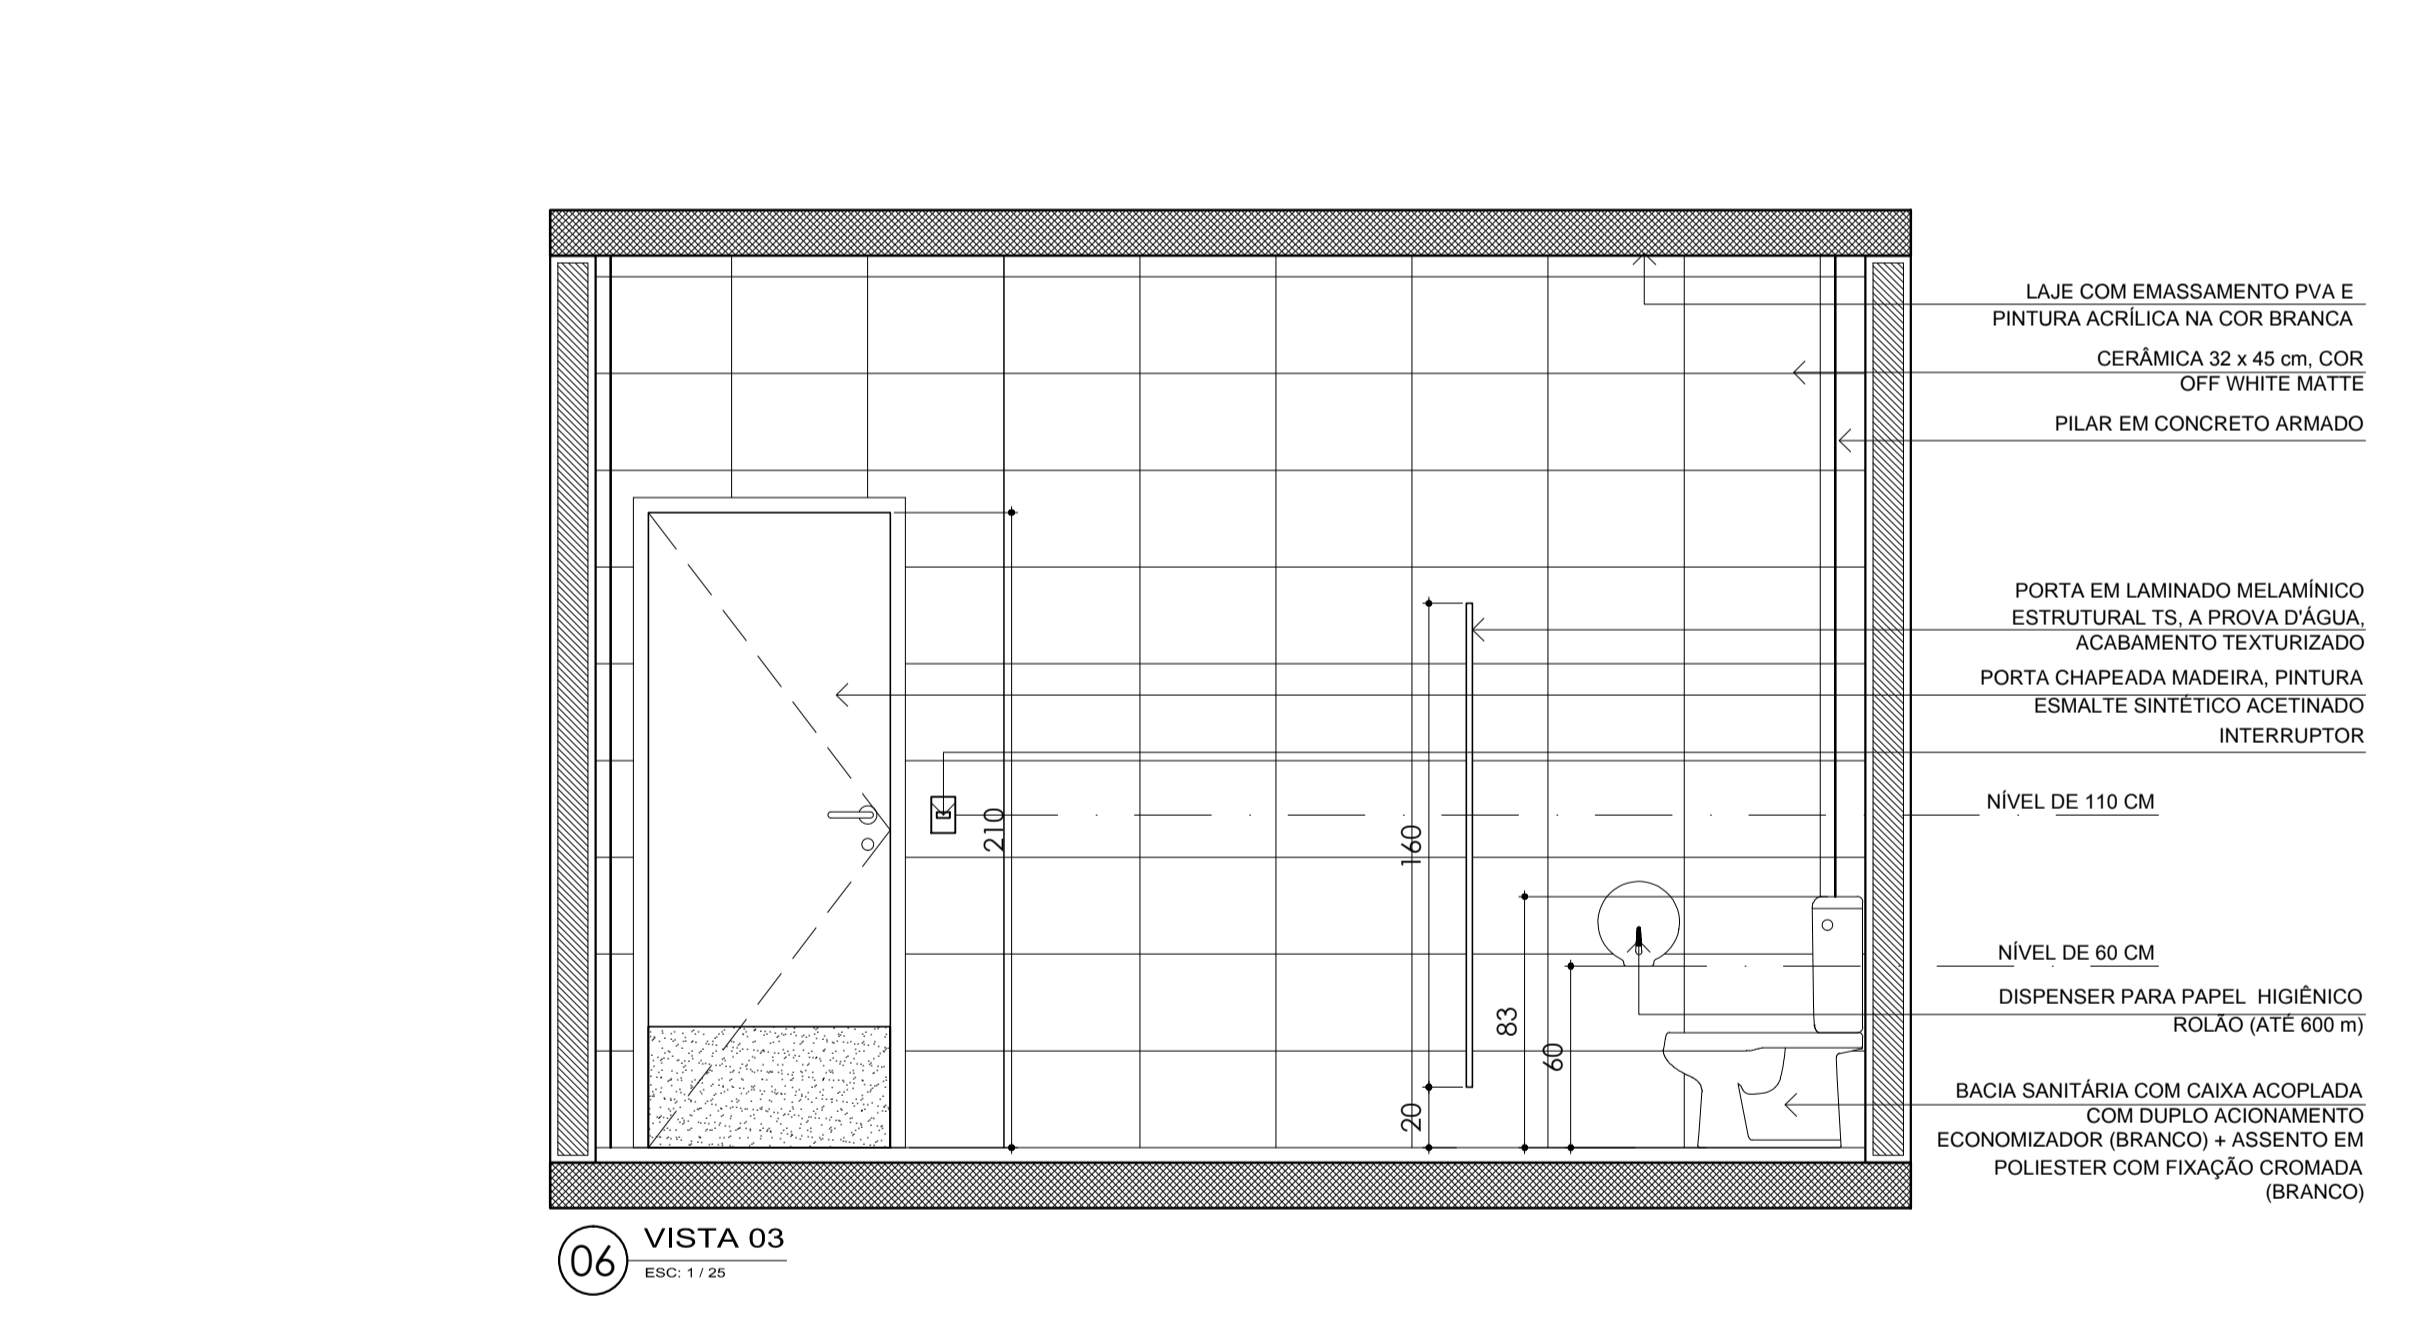 LAJE COM EMASSAMENTO PVA E
PINTURA ACRÍLICA NA COR BRANCA
CERÂMICA 32 x 45 cm, COR
OFF WHITE MATTE
PILAR EM CONCRETO ARMADO
PORTA EM LAMINADO MELAMÍNICO
ESTRUTURAL TS, A PROVA D'ÁGUA,
ACABAMENTO TEXTURIZADO
PORTA CHAPEADA MADEIRA, PINTURA
ESMALTE SINTÉTICO ACETINADO
INTERRUPTOR
NÍVEL DE 110 CM
210
160
NÍVEL DE 60 CM
DISPENSER PARA PAPEL HIGIÊNICO
ROLÃO (ATÉ 600 m)
83
60
20
BACIA SANITÁRIA COM CAIXA ACOPLADA
COM DUPLO ACIONAMENTO
ECONOMIZADOR (BRANCO) + ASSENTO EM
POLIESTER COM FIXAÇÃO CROMADA
(BRANCO)
06
VISTA 03
ESC: 1 / 25